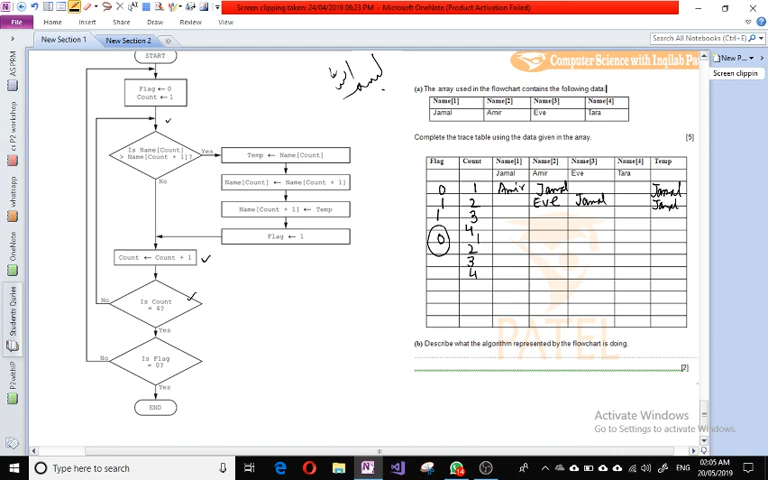 Screen clipping taken: 24/04/2019 08:23 PM - Microsoft OneNote (Product Activation Failed)
File Home Insert Share Draw History Review View
New Section 1 New Section 2
Search All Notebooks (Ctrl+E)
New P...
Screen clippin
AS PRM
cs P2 workshop
whatsapp
OneNote
Students Quries
P2withP
START
Flag ← 0
Count ← 1
Is Name[Count]
> Name[Count + 1]?
Yes
No
Temp ← Name[Count]
Name[Count] ← Name[Count + 1]
Name[Count + 1] ← Temp
Flag ← 1
Count ← Count + 1
No
Is Count
= 4?
Yes
No
Is Flag
= 0?
Yes
END
Computer Science with Inqilab Pat
(a) The array used in the flowchart contains the following data:
Name[1] Name[2] Name[3] Name[4]
Jamal Amir Eve Tara
Complete the trace table using the data given in the array.
[5]
Flag Count Name[1] Name[2] Name[3] Name[4] Temp
Jamal Amir Eve Tara
0 1 Amir Jamal Jamal
1 2 Eve Jamal Jamal
1 3
4
0 1
2
3
4
PATEL
(b) Describe what the algorithm represented by the flowchart is doing.
[2]
Activate Windows
Go to Settings to activate Windows.
Type here to search
ENG
02:05 AM
20/05/2019